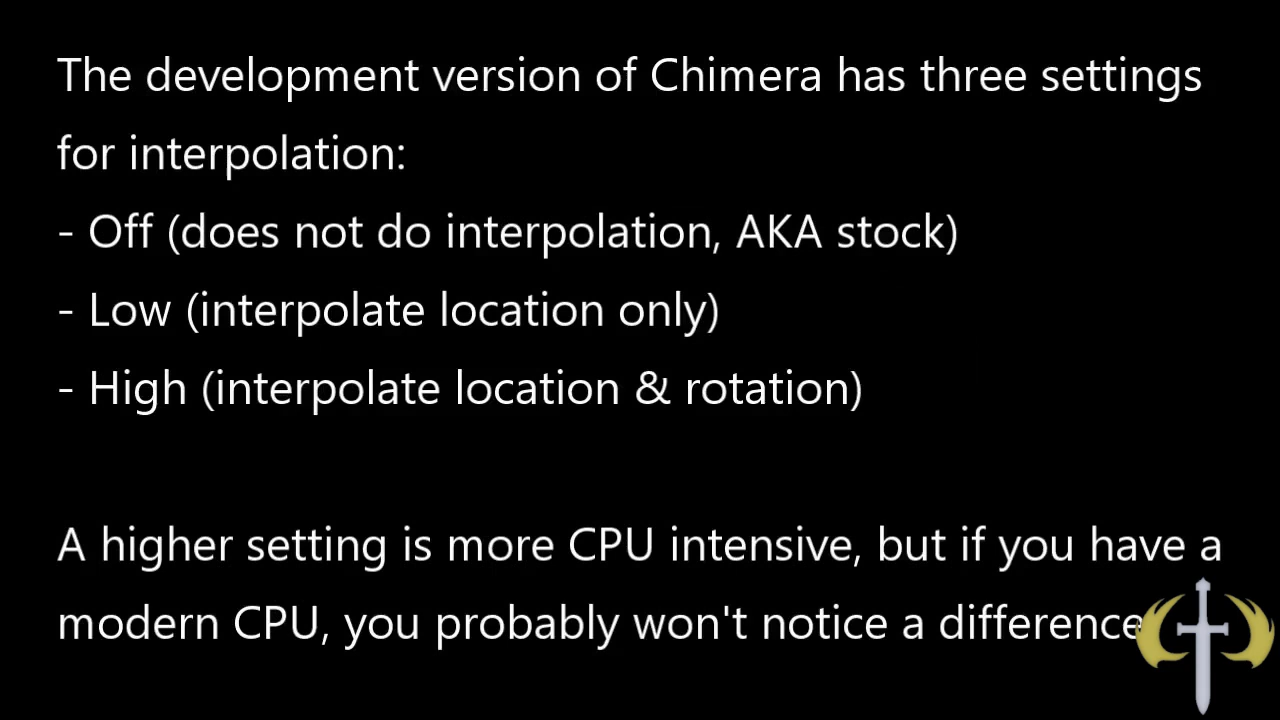 The development version of Chimera has three settings
for interpolation:
- Off (does not do interpolation, AKA stock)
- Low (interpolate location only)
- High (interpolate location & rotation)
A higher setting is more CPU intensive, but if you have a
modern CPU, you probably won't notice a difference